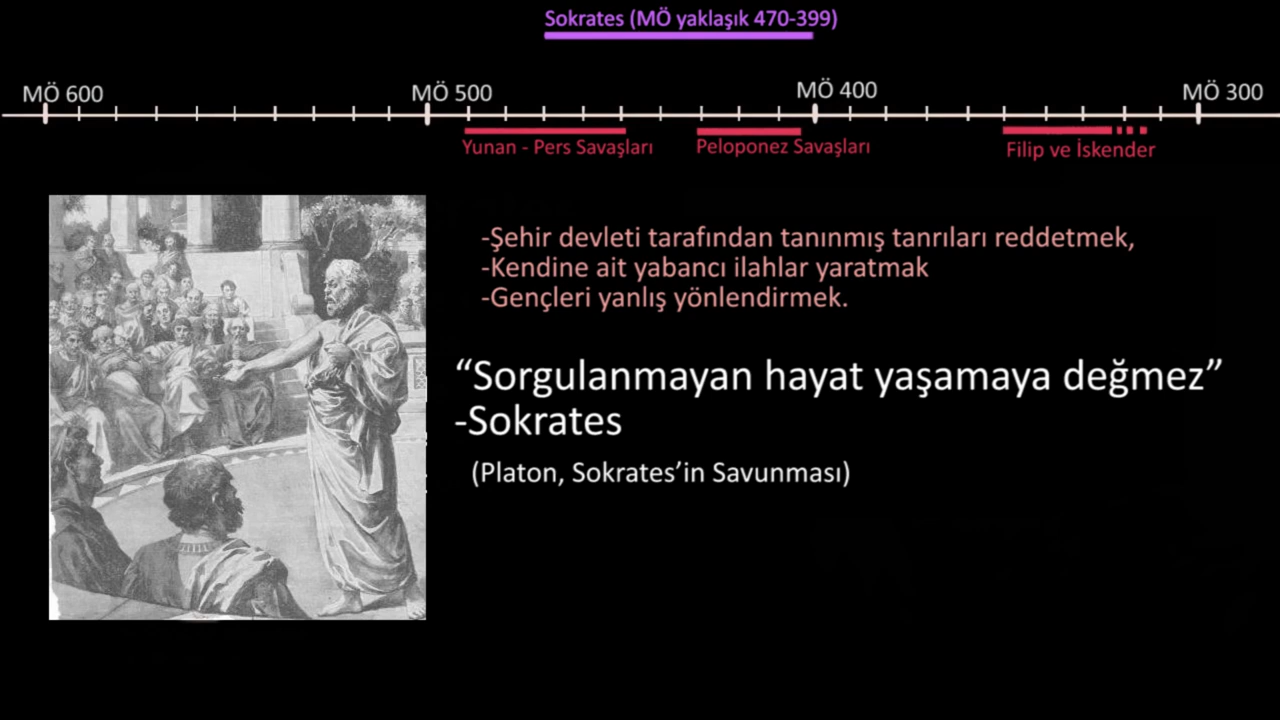 Sokrates (MÖ yaklaşık 470-399)
MÖ 600
MÖ 500
MÖ 400
MÖ 300
Yunan - Pers Savaşları
Peloponez Savaşları
Filip ve İskender
-Şehir devleti tarafından tanınmış tanrıları reddetmek,
-Kendine ait yabancı ilahlar yaratmak
-Gençleri yanlış yönlendirmek.
“Sorgulanmayan hayat yaşamaya değmez”
-Sokrates
(Platon, Sokrates’in Savunması)